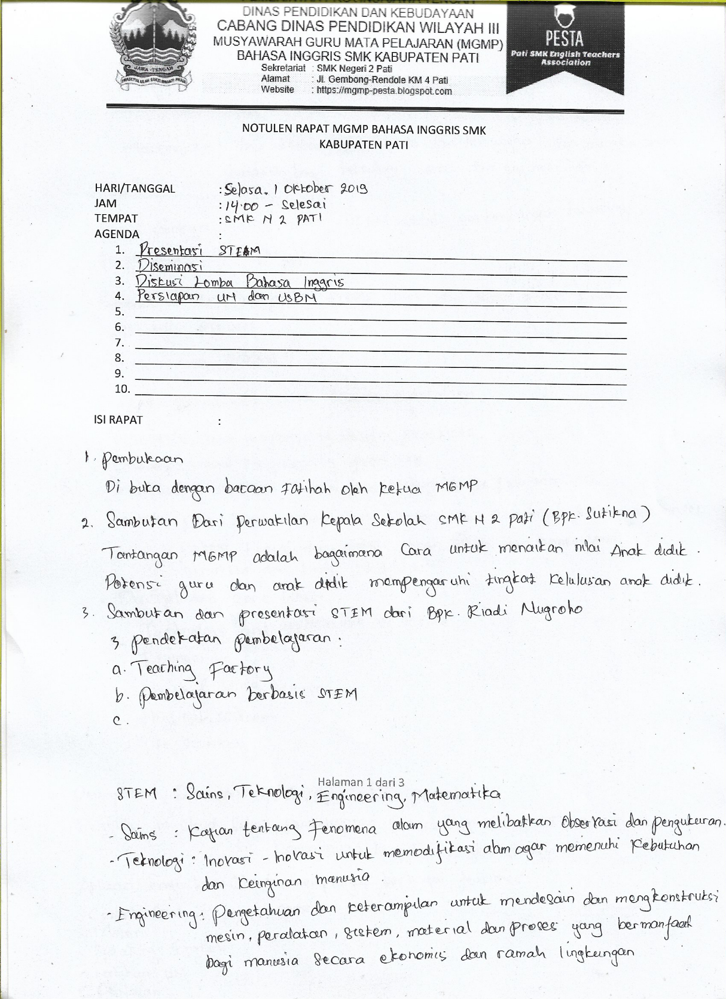 DINAS PENDIDIKAN DAN KEBUDAYAAN
CABANG DINAS PENDIDIKAN WILAYAH III
MUSYAWARAH GURU MATA PELAJARAN (MGMP)
BAHASA INGGRIS SMK KABUPATEN PATI
Sekretariat : SMK Negeri 2 Pati
Alamat : Jl. Gembong-Rendole KM 4 Pati
Website : https://mgmp-pesta.blogspot.com
JAWA - TENGAH
PESTA
Pati SMK English Teachers
Association
NOTULEN RAPAT MGMP BAHASA INGGRIS SMK
KABUPATEN PATI
HARI/TANGGAL : Selasa, 1 Oktober 2019
JAM : 14.00 - Selesai
TEMPAT : SMK N 2 PATI
AGENDA :
1. Presentasi STEAM
2. Diseminasi
3. Diskusi Lomba Bahasa Inggris
4. Persiapan UN dan USBN
5.
6.
7.
8.
9.
10.
ISI RAPAT :
1. Pembukaan
Di buka dengan bacaan Fatihah oleh Ketua MGMP
2. Sambutan Dari Perwakilan Kepala Sekolah SMK N 2 Pati (Bpk. Sutikna)
Tantangan MGMP adalah bagaimana Cara untuk menaikan nilai Anak didik.
Potensi guru dan anak didik mempengaruhi tingkat Kelulusan anak didik.
3. Sambutan dan presentasi STEM dari Bpk. Riadi Nugroho
3 Pendekatan Pembelajaran :
a. Teaching Factory
b. Pembelajaran berbasis STEM
c.
Halaman 1 dari 3
STEM : Sains, Teknologi, Engineering, Matematika
- Sains : Kajian tentang Fenomena alam yang melibatkan Observasi dan pengukuran.
- Teknologi : Inovasi - Inovasi untuk memodifikasi alam agar memenuhi Kebutuhan
dan Keinginan manusia.
- Engineering : Pengetahuan dan Keterampilan untuk mendesain dan mengkonstruksi
mesin, peralatan, sistem, material dan proses yang bermanfaat
bagi manusia secara ekonomis dan ramah lingkungan